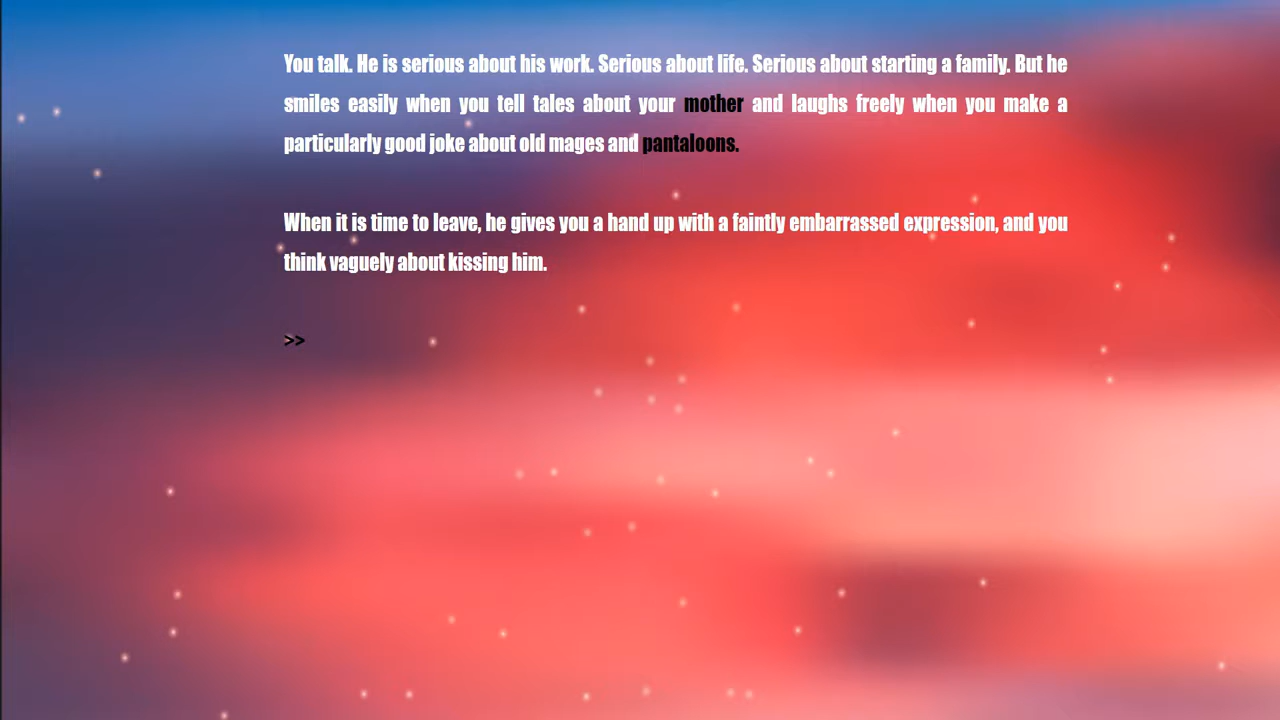 You talk. He is serious about his work. Serious about life. Serious about starting a family. But he
smiles easily when you tell tales about your mother and laughs freely when you make a
particularly good joke about old mages and pantaloons.
When it is time to leave, he gives you a hand up with a faintly embarrassed expression, and you
think vaguely about kissing him.
>>